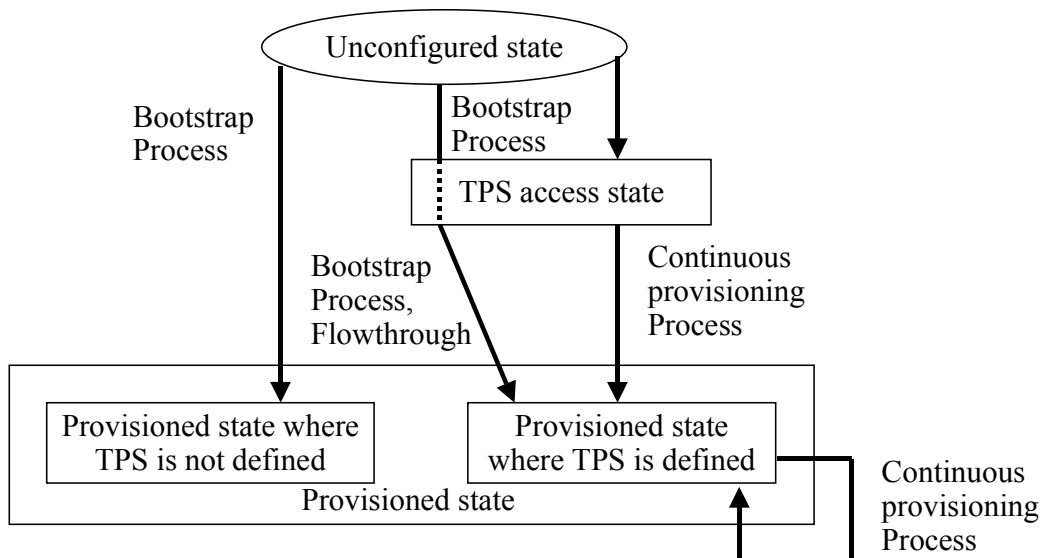 Unconfigured state
Bootstrap
Process
Bootstrap
Process
TPS access state
Bootstrap
Process,
Flowthrough
Continuous
provisioning
Process
Provisioned state where
TPS is not defined
Provisioned state
where TPS is defined
Provisioned state
Continuous
provisioning
Process